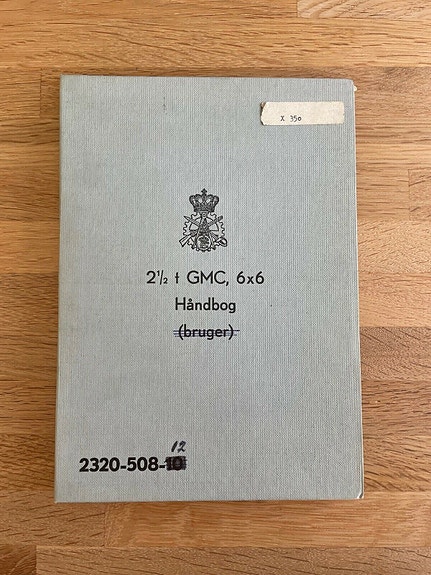 X 350
2½ t GMC, 6x6
Håndbog
(bruger)
12
2320-508-10